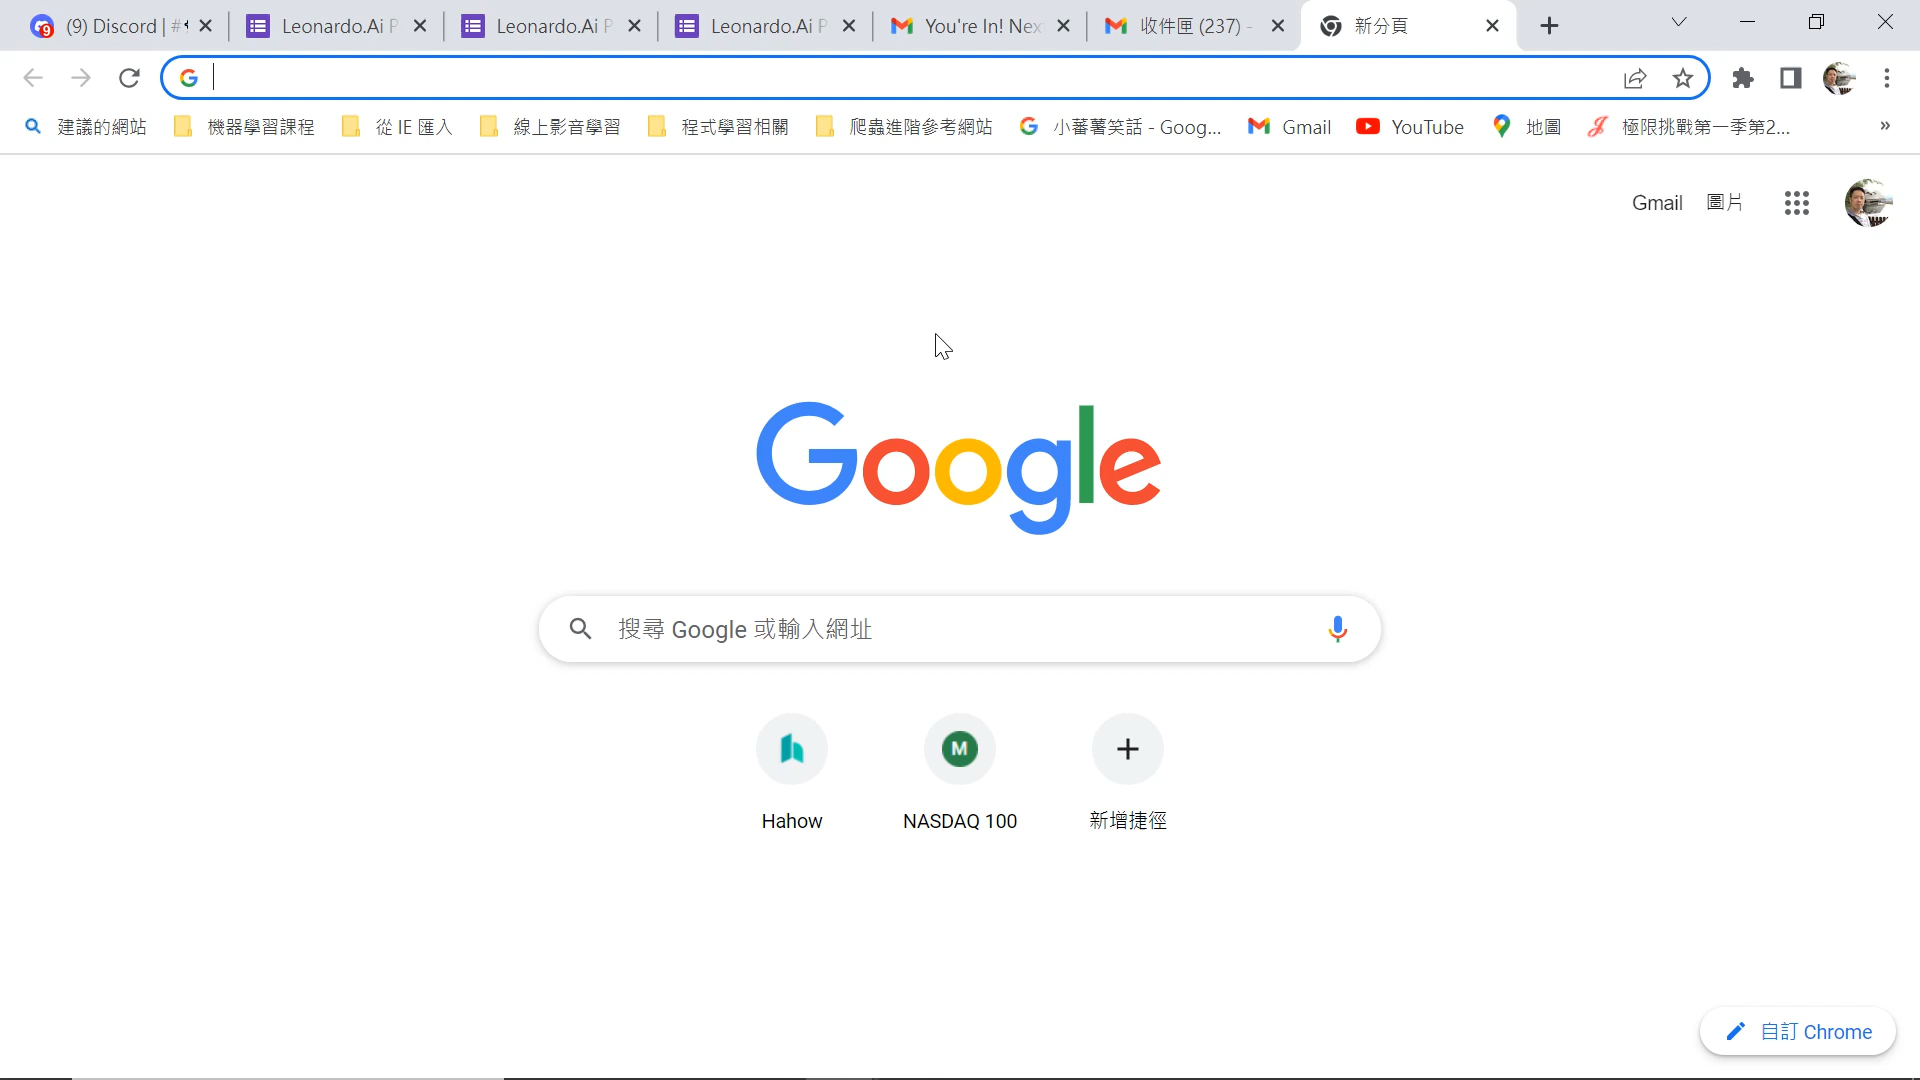 (9) Discord | #
Leonardo.Ai P
Leonardo.Ai P
Leonardo.Ai P
You're In! Nex
收件匣 (237) -
新分頁
建議的網站
機器學習課程
從 IE 匯入
線上影音學習
程式學習相關
爬蟲進階參考網站
小蕃薯笑話 - Goog...
Gmail
YouTube
地圖
極限挑戰第一季第2...
»
Gmail
圖片
Google
搜尋 Google 或輸入網址
M
Hahow
NASDAQ 100
新增捷徑
自訂 Chrome